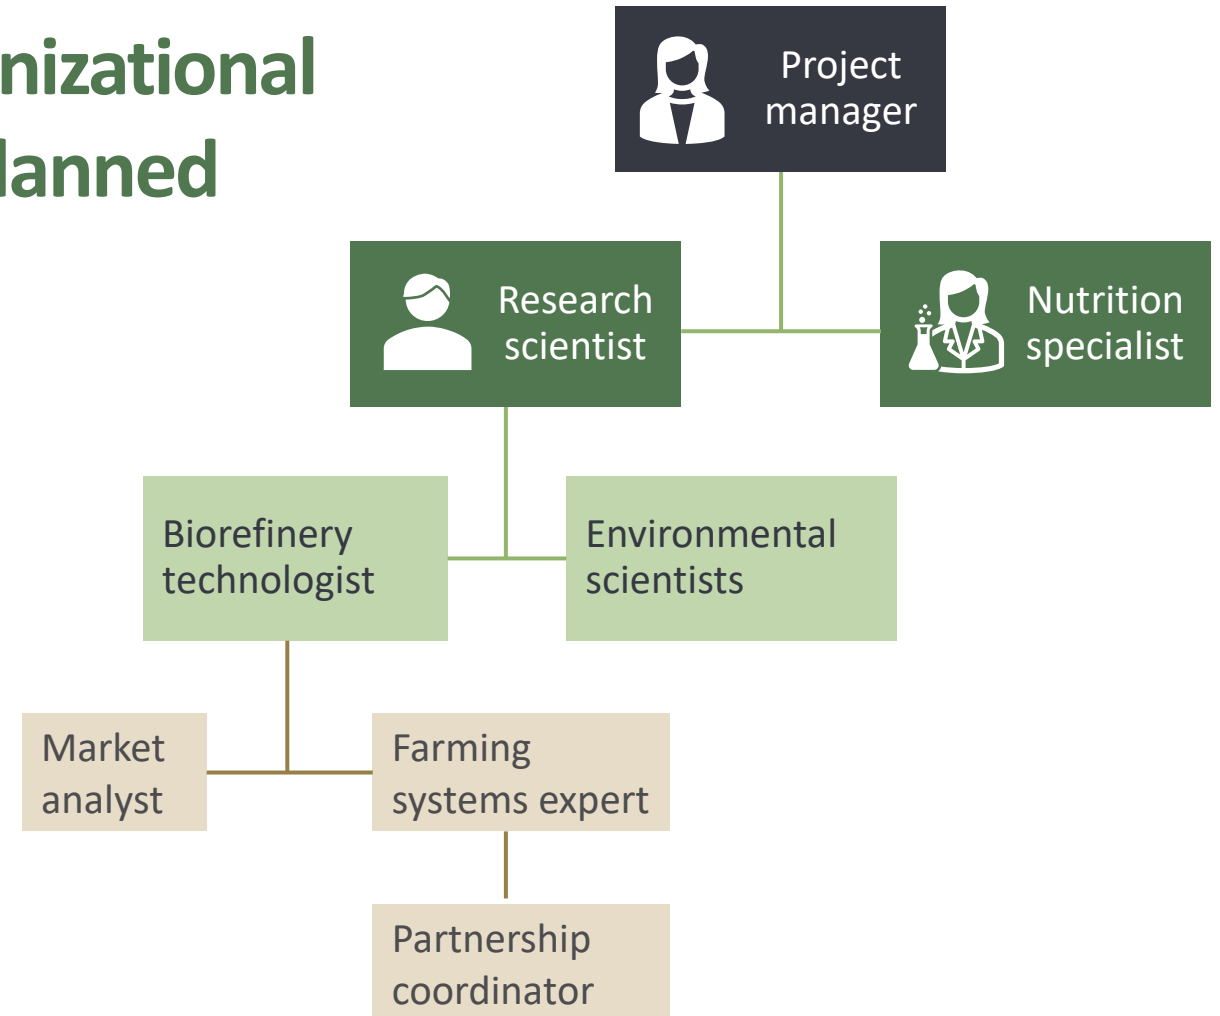 nizational
lanned
Project
manager
Research
scientist
Nutrition
specialist
Biorefinery
technologist
Environmental
scientists
Market
analyst
Farming
systems expert
Partnership
coordinator